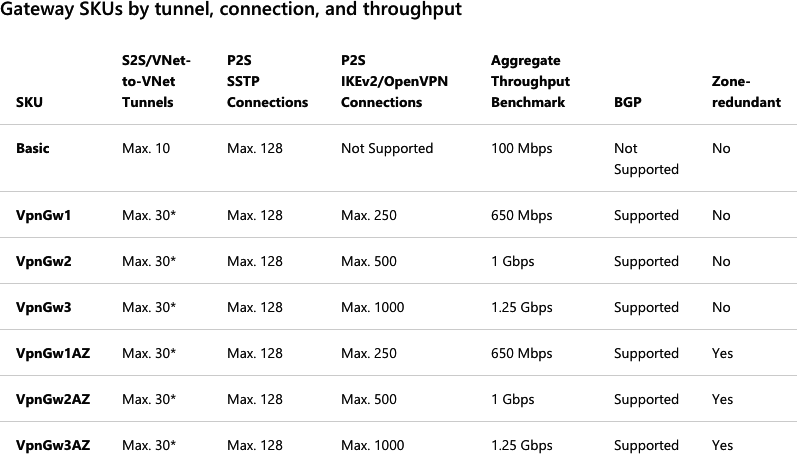 Gateway SKUs by tunnel, connection, and throughput
S2S/VNet- P2S P2S Aggregate
to-VNet SSTP IKEv2/OpenVPN Throughput Zone-
SKU Tunnels Connections Connections Benchmark BGP redundant
Basic Max. 10 Max. 128 Not Supported 100 Mbps Not No
Supported
VpnGw1 Max. 30* Max. 128 Max. 250 650 Mbps Supported No
VpnGw2 Max. 30* Max. 128 Max. 500 1 Gbps Supported No
VpnGw3 Max. 30* Max. 128 Max. 1000 1.25 Gbps Supported No
VpnGw1AZ Max. 30* Max. 128 Max. 250 650 Mbps Supported Yes
VpnGw2AZ Max. 30* Max. 128 Max. 500 1 Gbps Supported Yes
VpnGw3AZ Max. 30* Max. 128 Max. 1000 1.25 Gbps Supported Yes